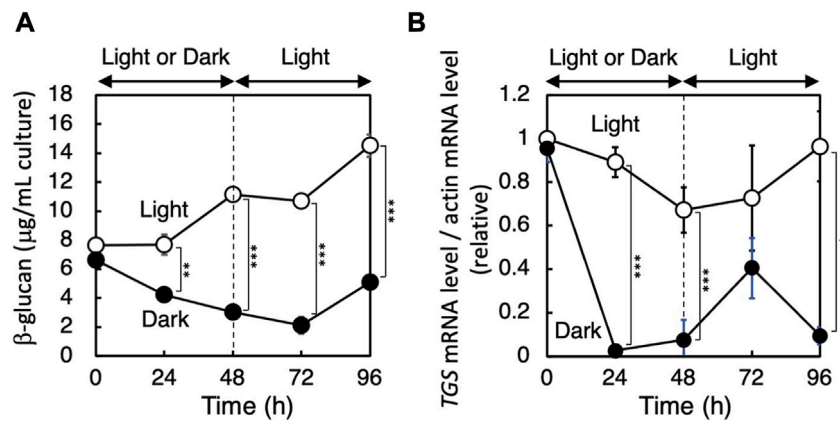 A
Light or Dark
Light
β-glucan (µg/mL culture)
18
16
14
12
10
8
6
4
2
0
Light
Dark
**
***
***
***
0
24
48
72
96
Time (h)
B
Light or Dark
Light
TGS mRNA level / actin mRNA level
(relative)
1.2
1
0.8
0.6
0.4
0.2
0
Light
Dark
***
***
0
24
48
72
96
Time (h)